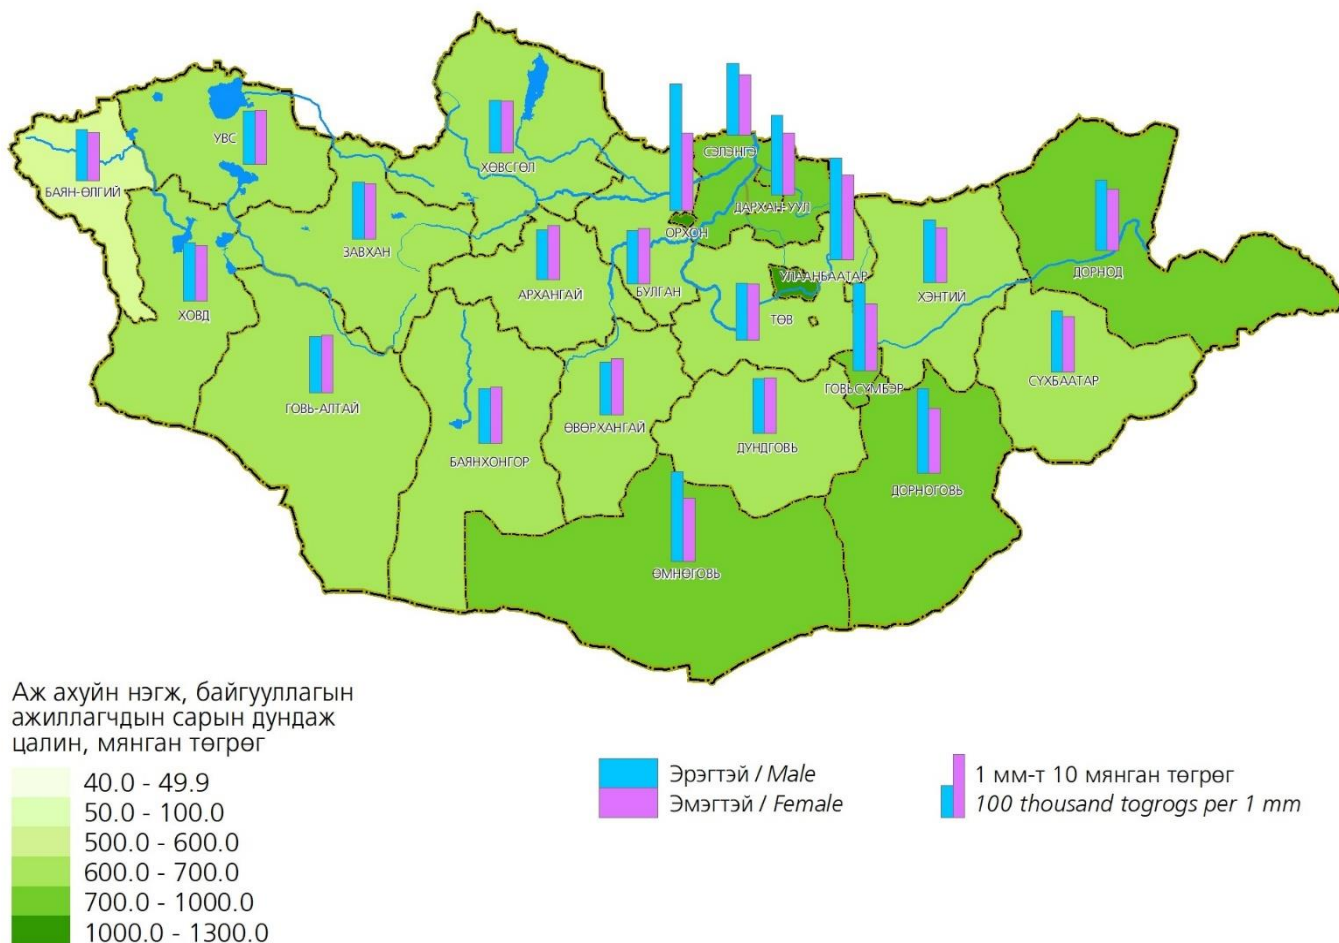 УВС
БАЯН-ӨЛГИЙ
ХӨВСГӨЛ
ЗАВХАН
ХОВД
АРХАНГАЙ
БУЛГАН
ОРХОН
СЭЛЭНГЭ
ДАРХАН-УУЛ
УЛААНБААТАР
ТӨВ
ХЭНТИЙ
ДОРНОД
ГОВЬ-АЛТАЙ
БАЯНХОНГОР
ӨВӨРХАНГАЙ
ДУНДГОВЬ
ГОВЬСҮМБЭР
СҮХБААТАР
ДОРНОГОВЬ
ӨМНӨГОВЬ
Аж ахуйн нэгж, байгууллагын
ажиллагчдын сарын дундаж
цалин, мянган төгрөг
40.0 - 49.9
50.0 - 100.0
500.0 - 600.0
600.0 - 700.0
700.0 - 1000.0
1000.0 - 1300.0
Эрэгтэй / Male
Эмэгтэй / Female
1 мм-т 10 мянган төгрөг
100 thousand togrogs per 1 mm